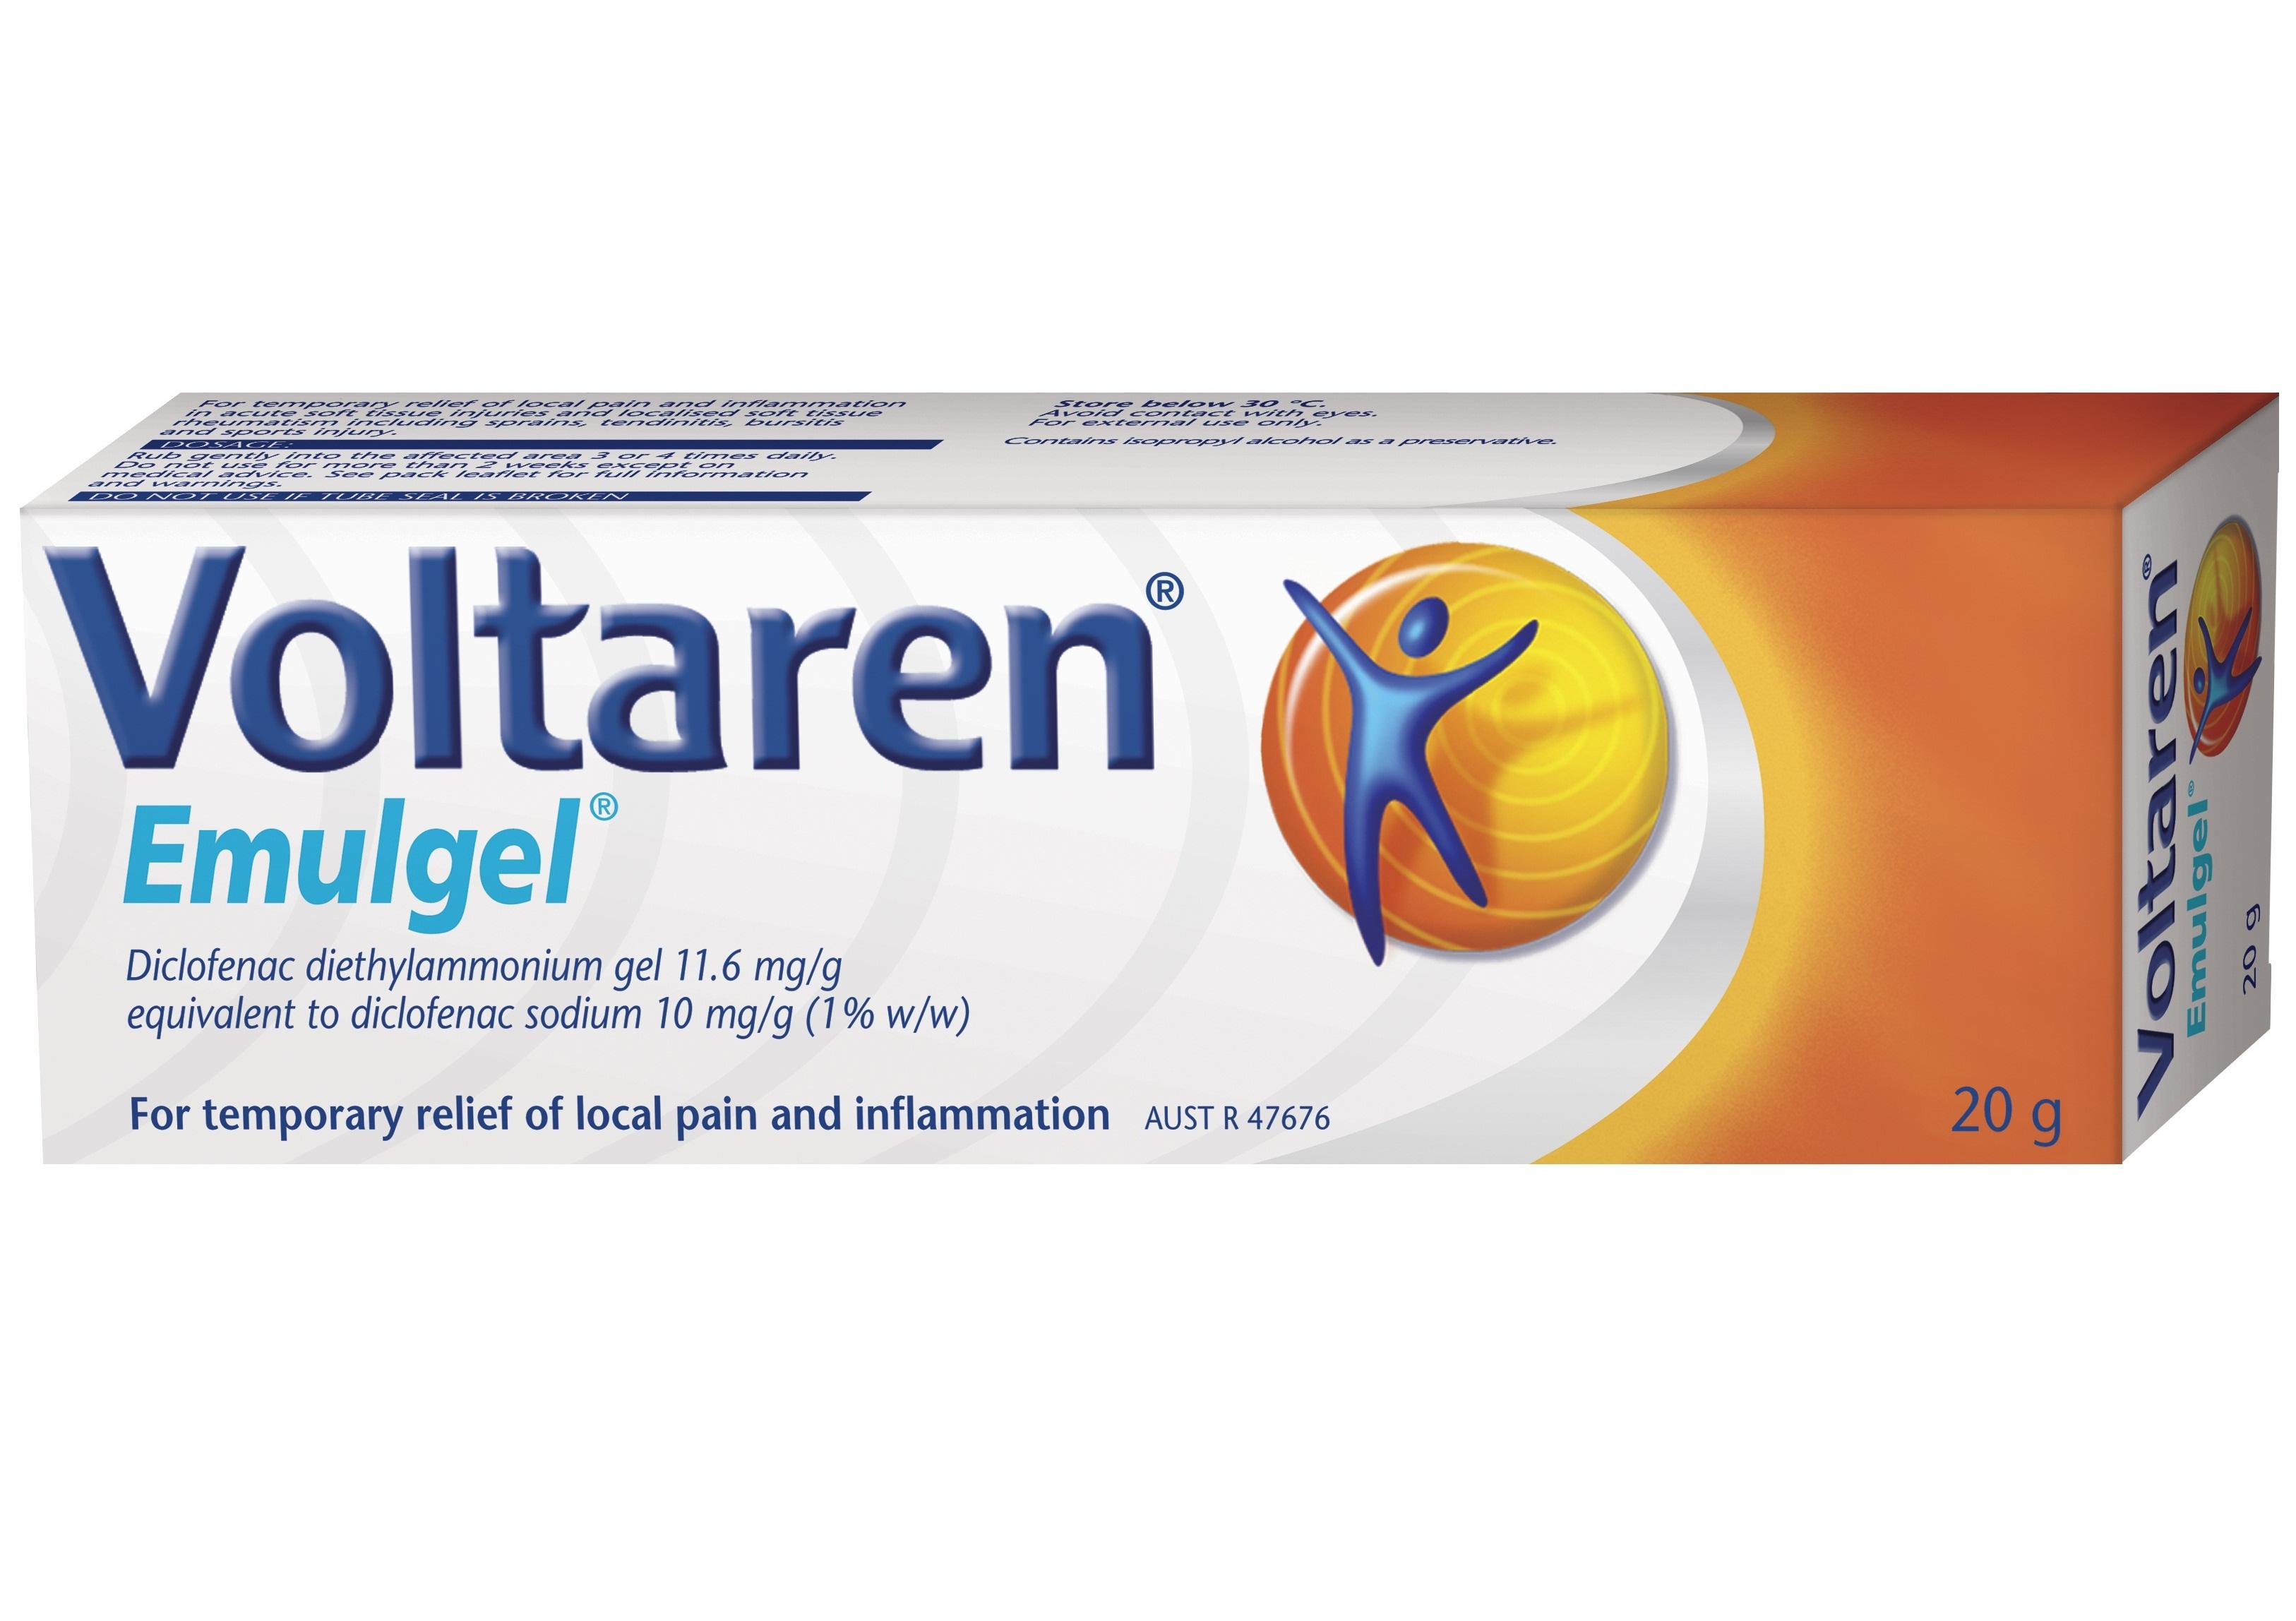 For temporary relief of local pain and inflammation
in acute soft tissue injuries and localised soft tissue
rheumatism including sprains, tendinitis, bursitis
and sports injury.
DOSAGE:
Rub gently into the affected area 3 or 4 times daily.
Do not use for more than 2 weeks except on
medical advice. See pack leaflet for full information
and warnings.
DO NOT USE IF TUBE SEAL IS BROKEN
Store below 30 °C.
Avoid contact with eyes.
For external use only.
Contains isopropyl alcohol as a preservative.
Voltaren®
Emulgel®
Diclofenac diethylammonium gel 11.6 mg/g
equivalent to diclofenac sodium 10 mg/g (1% w/w)
For temporary relief of local pain and inflammation AUST R 47676
20 g
Voltaren®
Emulgel®
20 g